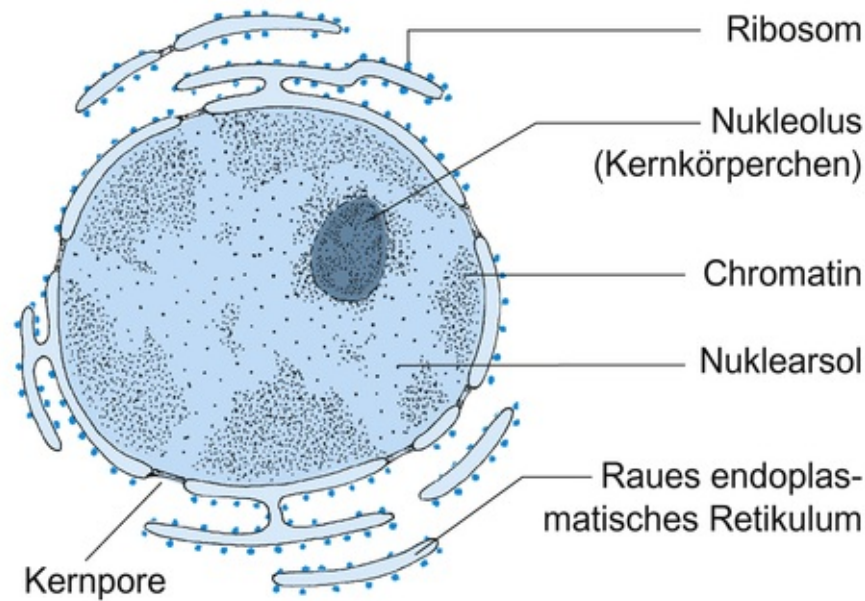 Ribosom
Nukleolus
(Kernkörperchen)
Chromatin
Nuklearsol
Raues endoplas-
matisches Retikulum
Kernpore